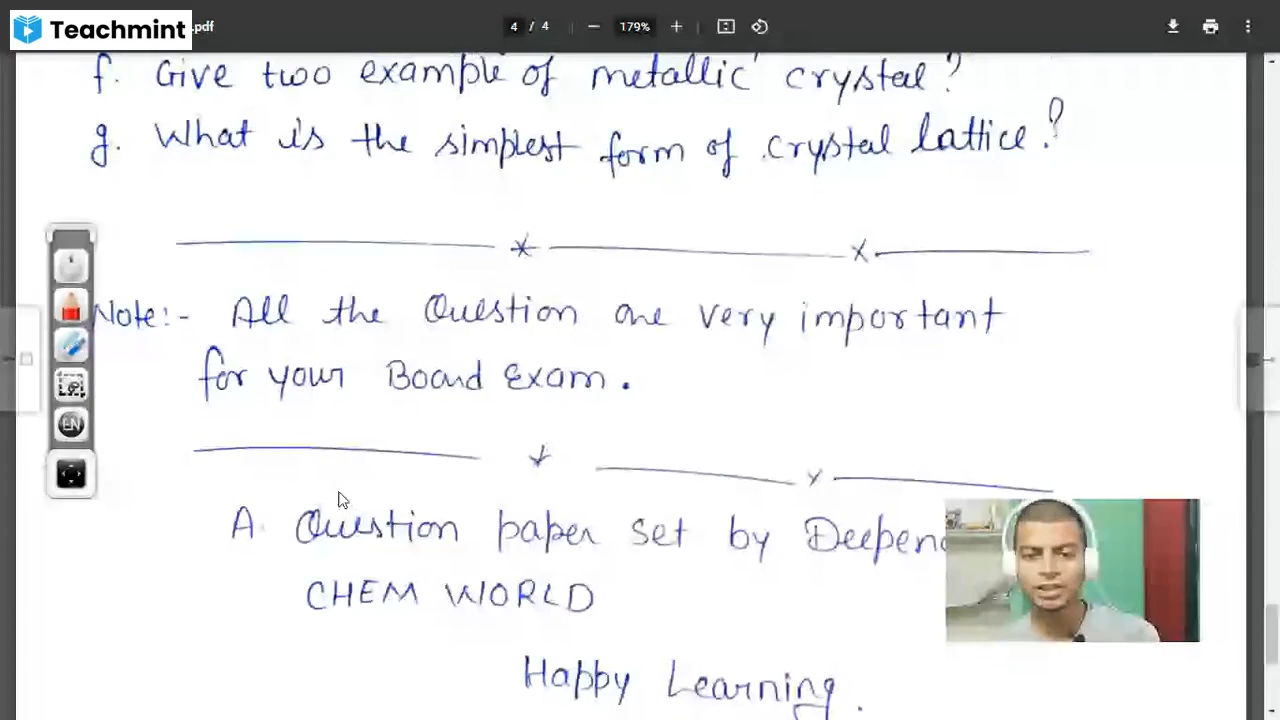 Teachmint
.pdf
4 / 4
179%
f. Give two example of metallic crystal?
g. What is the simplest form of crystal lattice?
Note:- All the Question are very important
for your Board Exam.
EN
A Question paper set by Deepen
CHEM WORLD
Happy Learning.